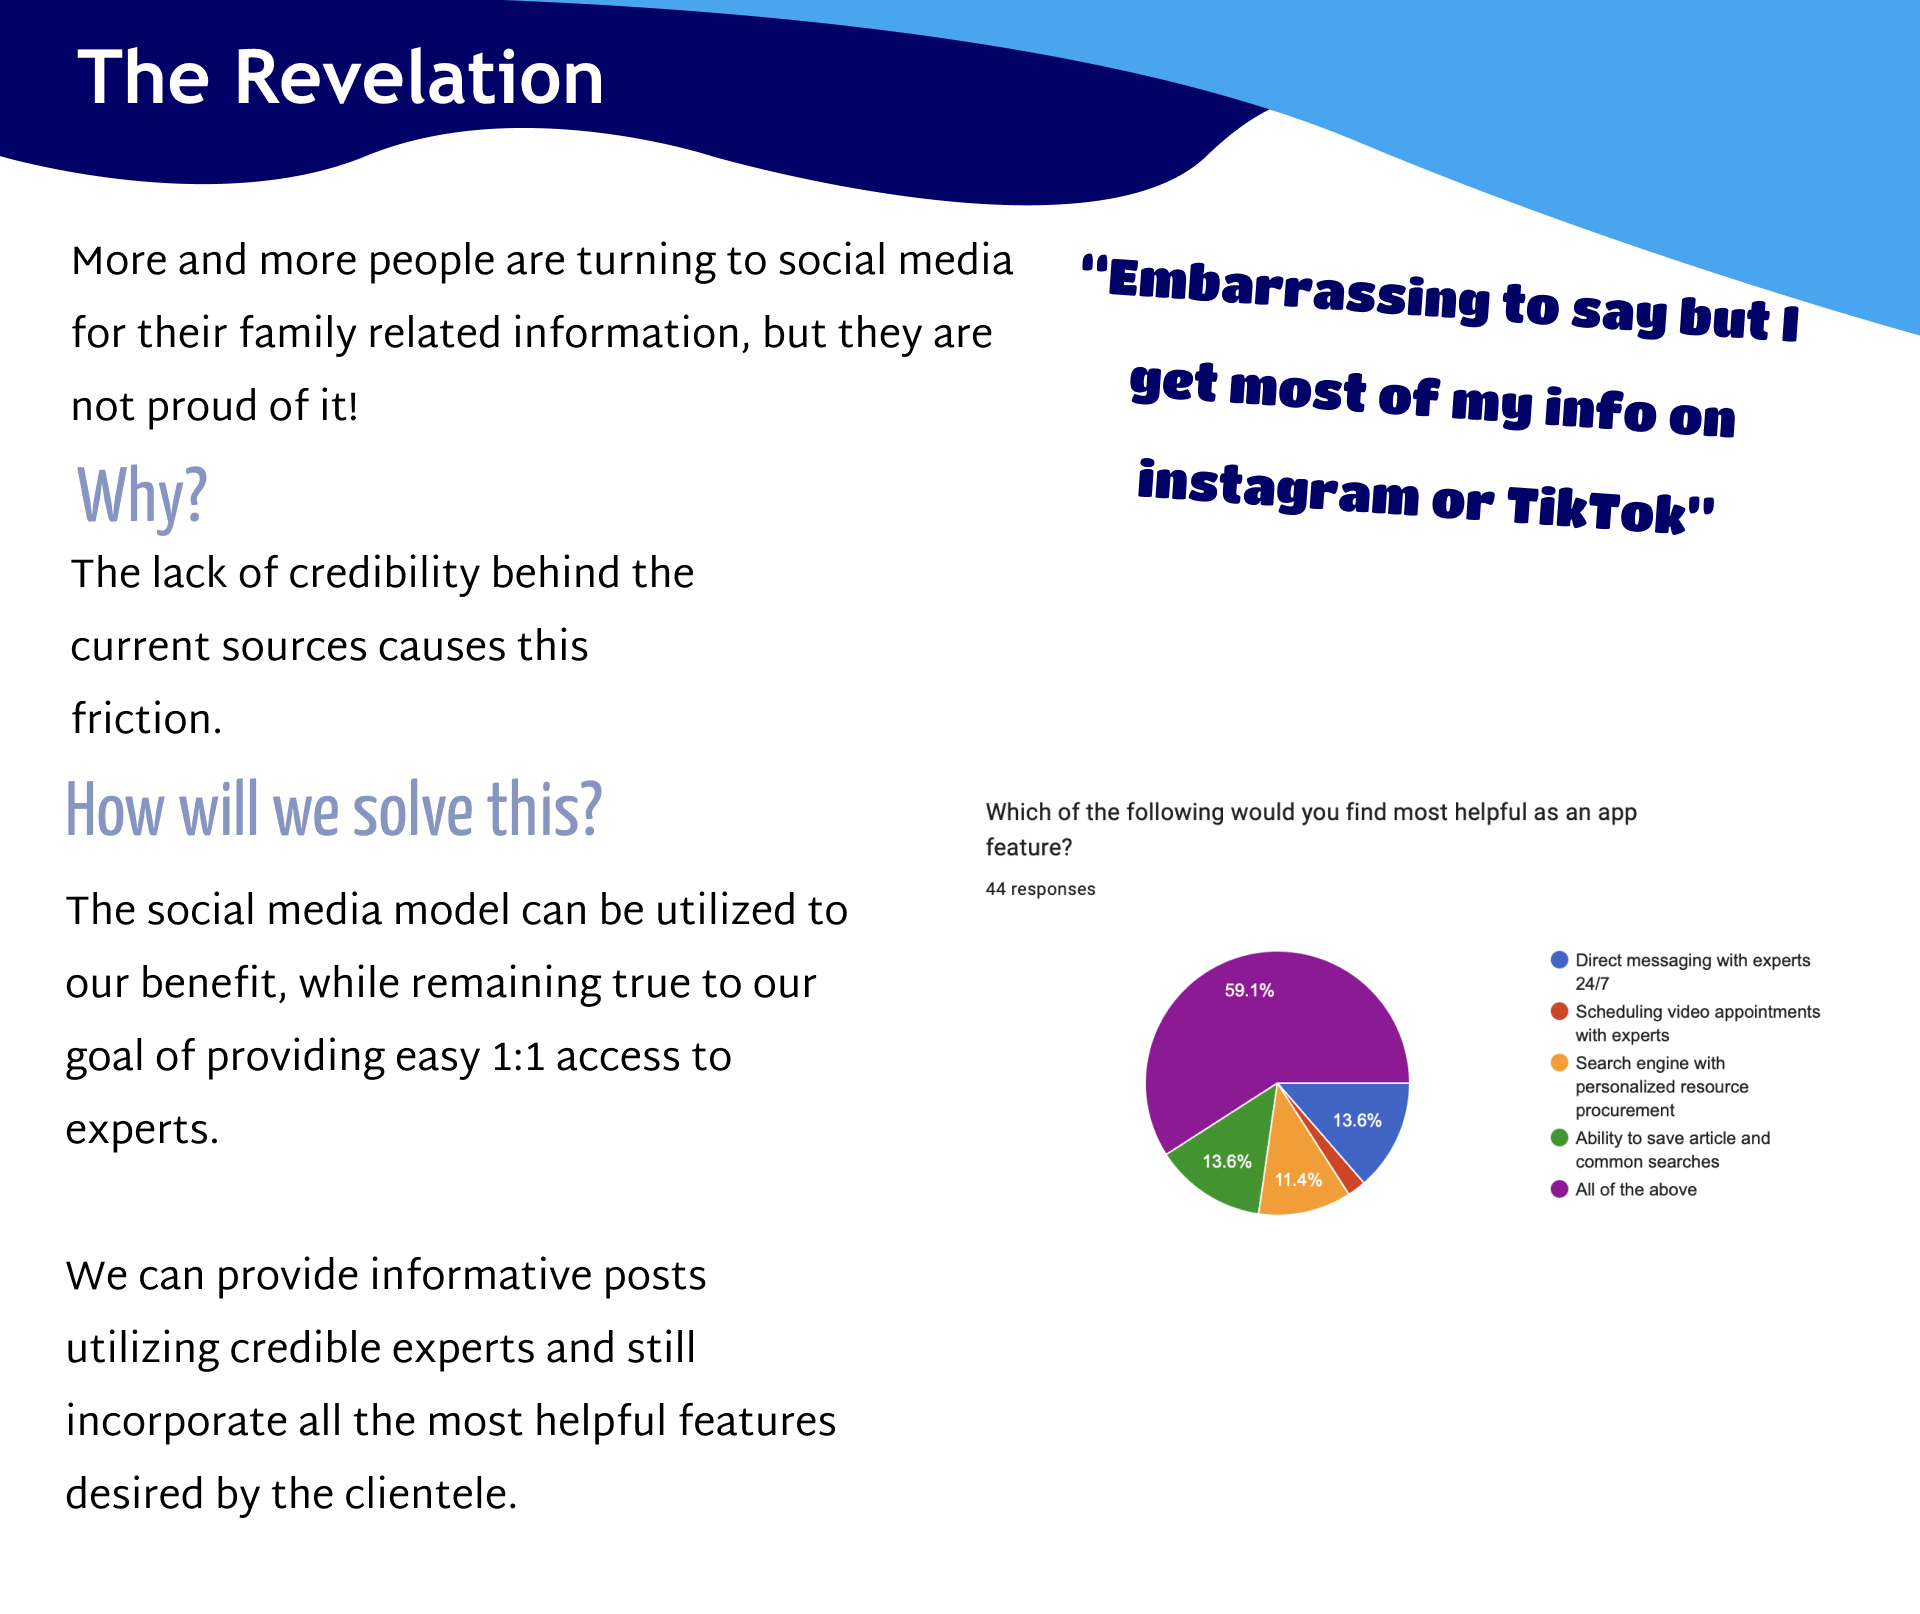 The Revelation
More and more people are turning to social media
for their family related information, but they are
not proud of it!
"Embarrassing to say but I
get most of my info on
instagram or TikTok"
Why?
The lack of credibility behind the
current sources causes this
friction.
How will we solve this?
The social media model can be utilized to
our benefit, while remaining true to our
goal of providing easy 1:1 access to
experts.
We can provide informative posts
utilizing credible experts and still
incorporate all the most helpful features
desired by the clientele.
Which of the following would you find most helpful as an app
feature?
44 responses
59.1%
13.6%
13.6%
11.4%
Direct messaging with experts
24/7
Scheduling video appointments
with experts
Search engine with
personalized resource
procurement
Ability to save article and
common searches
All of the above